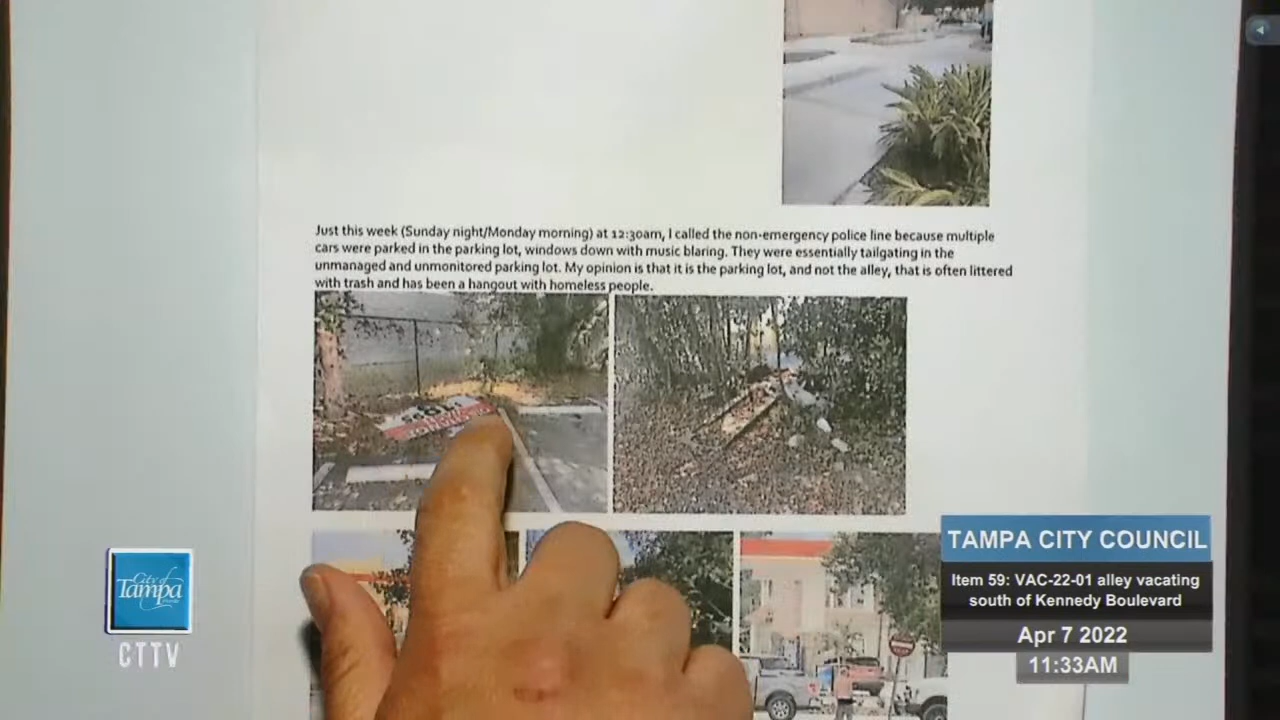 Just this week (Sunday night/Monday morning) at 12:30am, I called the non-emergency police line because multiple
cars were parked in the parking lot, windows down with music blaring. They were essentially tailgating in the
unmanaged and unmonitored parking lot. My opinion is that it is the parking lot, and not the alley, that is often littered
with trash and has been a hangout with homeless people.
TAMPA CITY COUNCIL
Item 59: VAC-22-01 alley vacating
south of Kennedy Boulevard
Apr 7 2022
11:33AM
City of
Tampa
CTTV